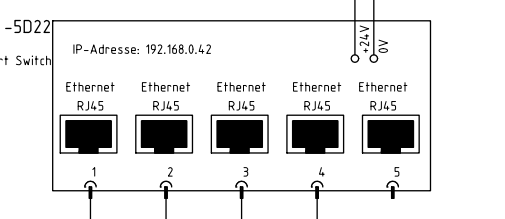 -5D22
rt Switch
IP-Adresse: 192.168.0.42
+24V
0V
Ethernet Ethernet Ethernet Ethernet Ethernet
RJ45 RJ45 RJ45 RJ45 RJ45
1 2 3 4 5